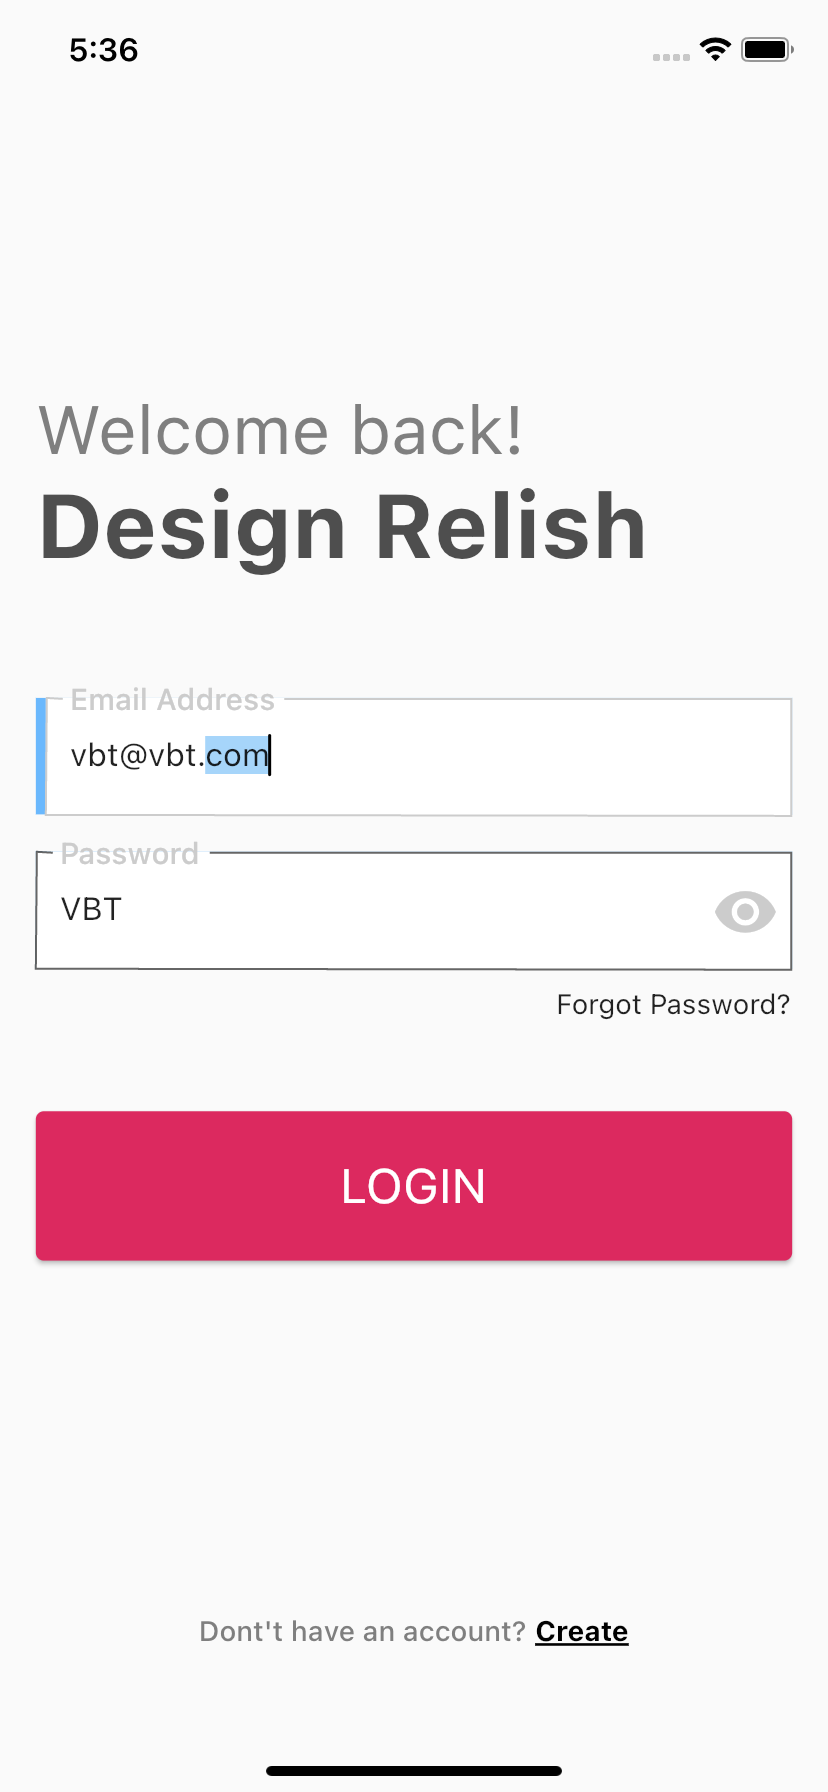 5:36
Welcome back!
Design Relish
Email Address
vbt@vbt.com
Password
VBT
Forgot Password?
LOGIN
Dont't have an account? Create